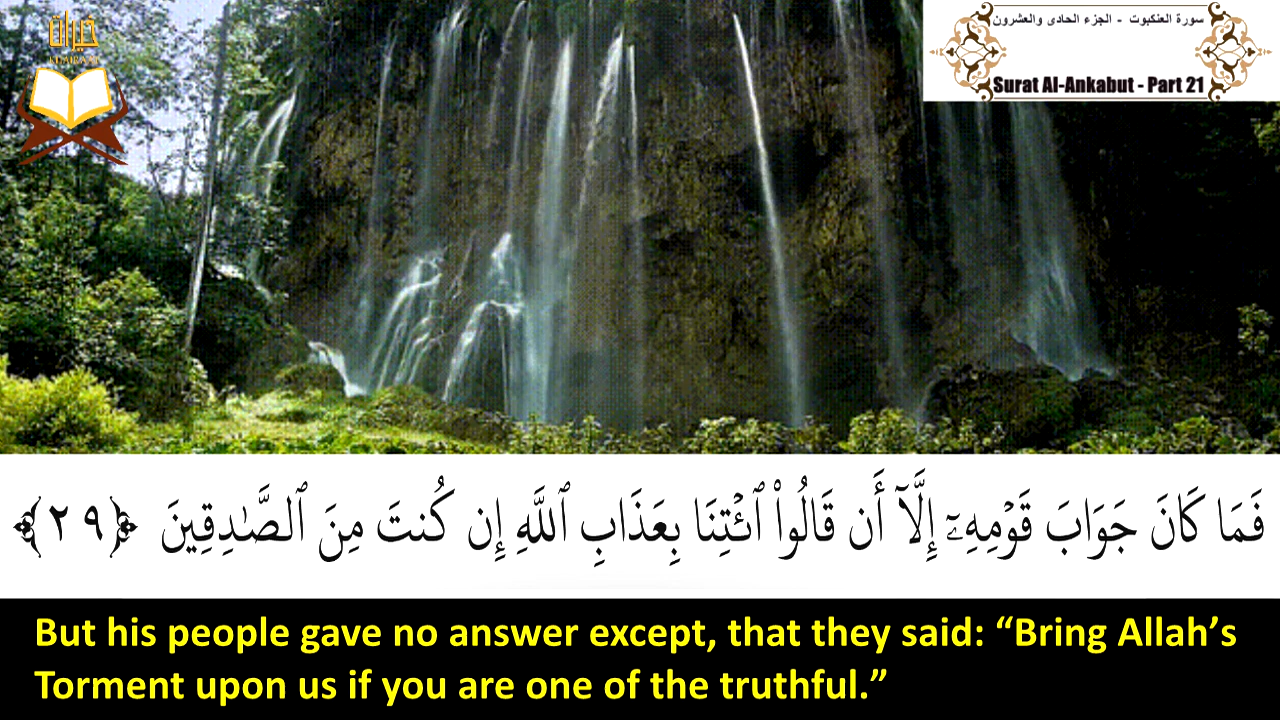 خيرات
KHAIRAAT
سورة العنكبوت - الجزء الحادى والعشرون
Surat Al-Ankabut - Part 21
فَمَا كَانَ جَوَابَ قَوْمِهِۦٓ إِلَّآ أَن قَالُوا۟ ٱئْتِنَا بِعَذَابِ ٱللَّهِ إِن كُنتَ مِنَ ٱلصَّـٰدِقِينَ ﴿٢٩﴾
But his people gave no answer except, that they said: “Bring Allah’s
Torment upon us if you are one of the truthful.”